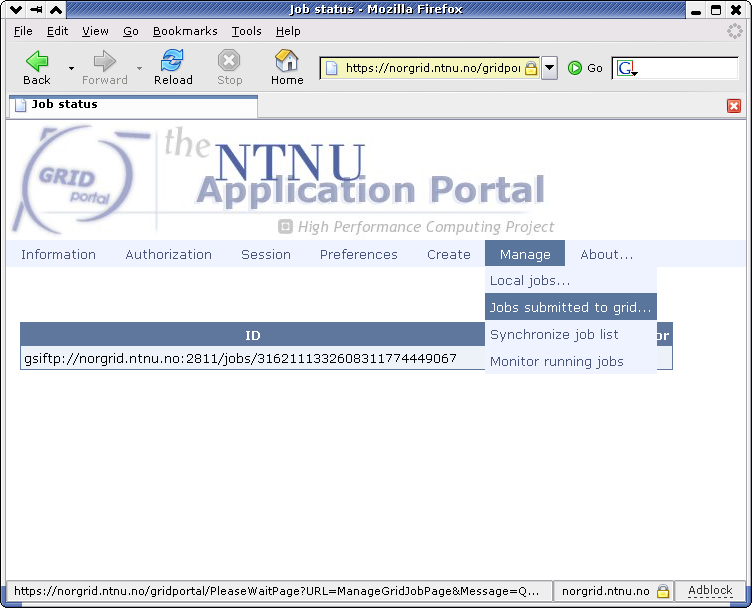 Job status - Mozilla Firefox
File Edit View Go Bookmarks Tools Help
Back Forward Reload Stop Home https://norgrid.ntnu.no/gridpor Go G
Job status
GRID portal
the NTNU
Application Portal
High Performance Computing Project
Information Authorization Session Preferences Create Manage About...
Local jobs...
Jobs submitted to grid...
Synchronize job list
Monitor running jobs
ID or
gsiftp://norgrid.ntnu.no:2811/jobs/3162111332608311774449067
https://norgrid.ntnu.no/gridportal/PleaseWaitPage?URL=ManageGridJobPage&Message=Q... norgrid.ntnu.no Adblock